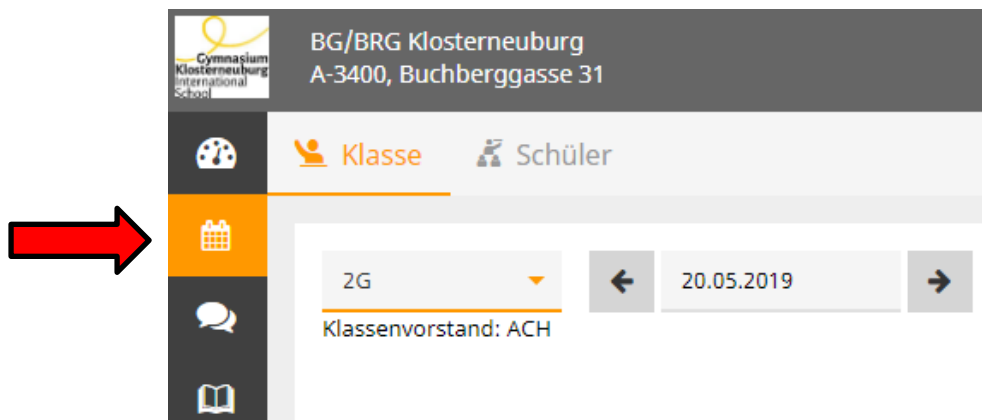 Gymnasium
Klosterneuburg
International
School
BG/BRG Klosterneuburg
A-3400, Buchberggasse 31
Klasse
Schüler
2G
20.05.2019
Klassenvorstand: ACH